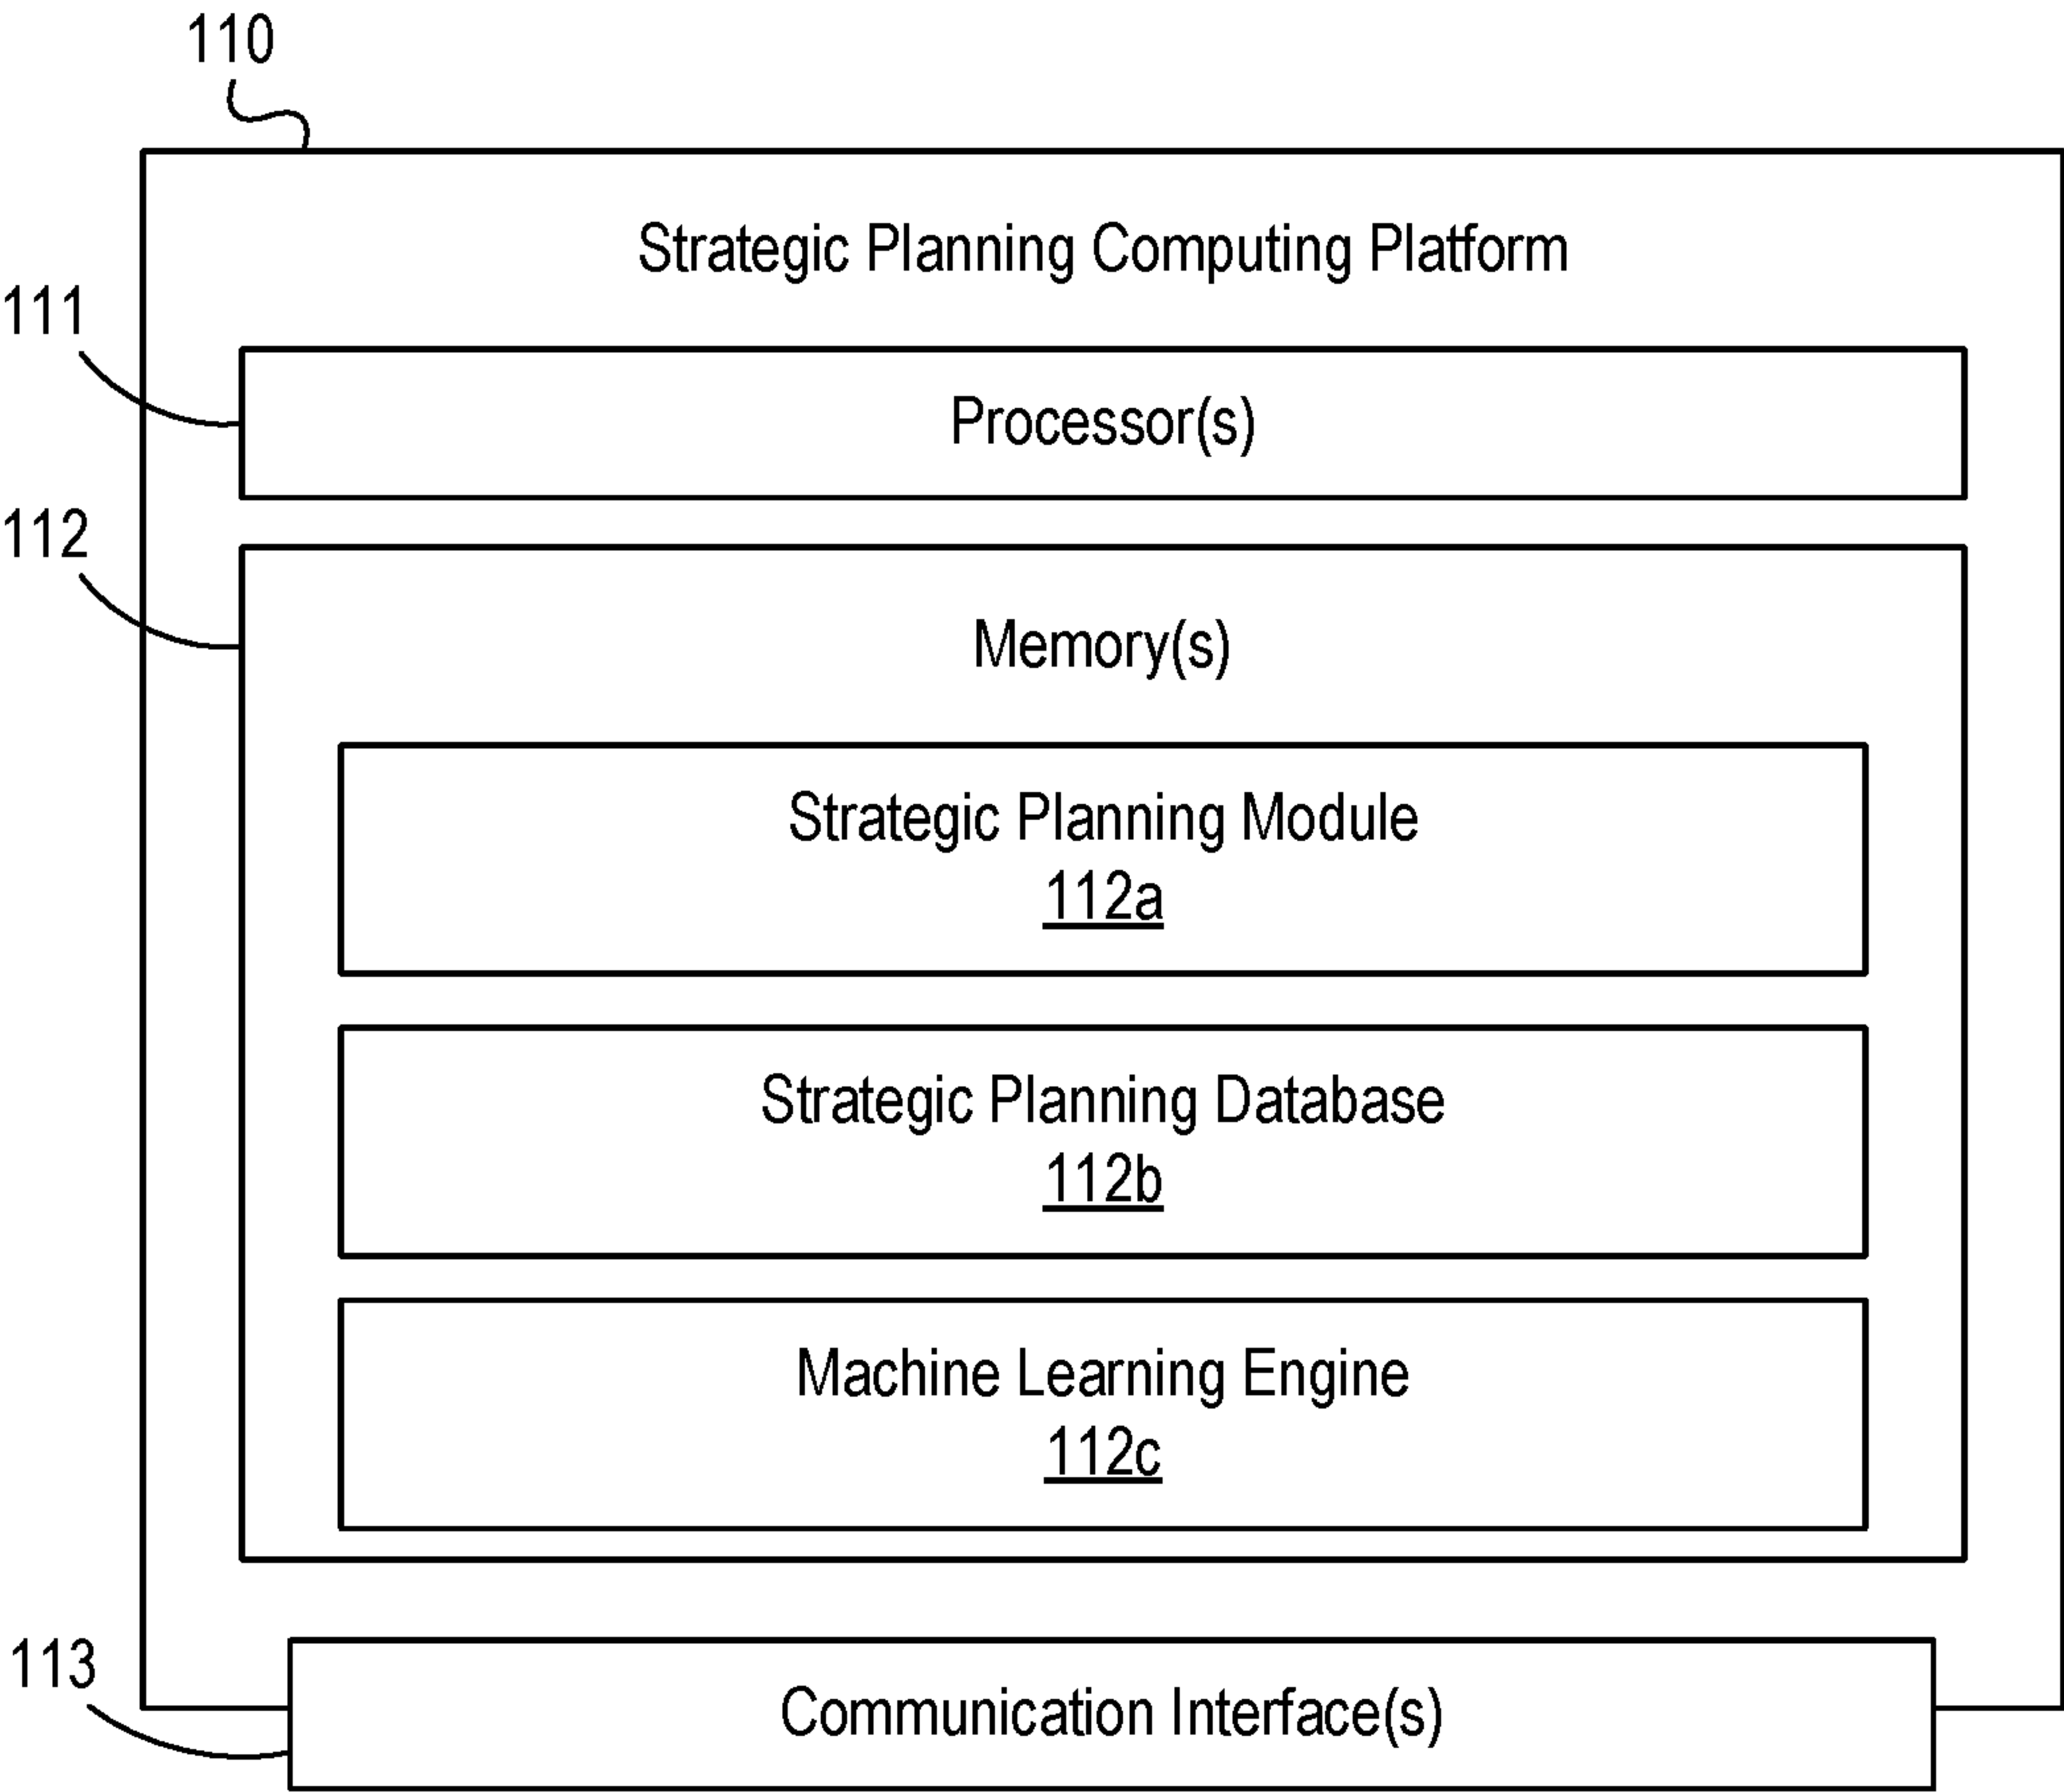 110
Strategic Planning Computing Platform
111
Processor(s)
112
Memory(s)
Strategic Planning Module
112a
Strategic Planning Database
112b
Machine Learning Engine
112c
113
Communication Interface(s)